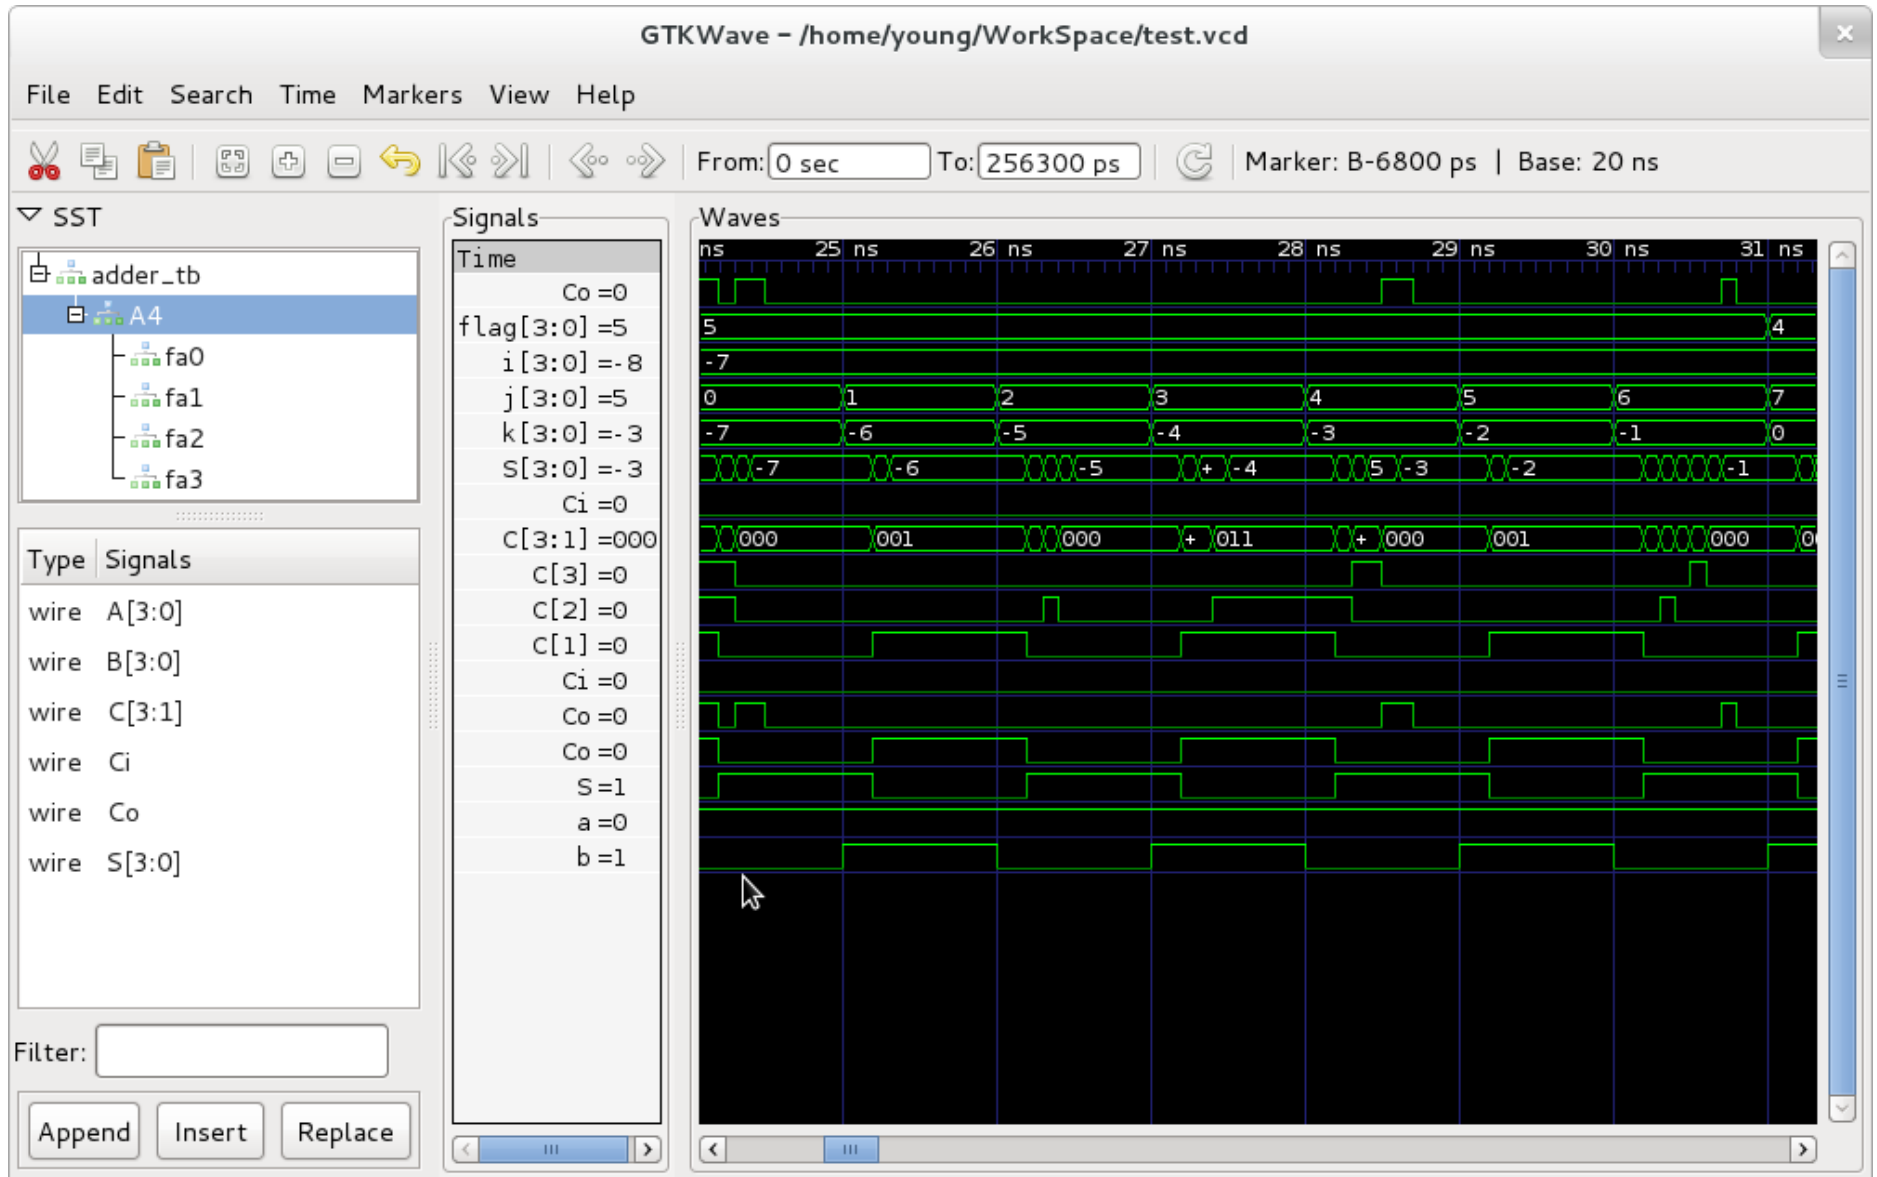 GTKWave - /home/young/WorkSpace/test.vcd
File Edit Search Time Markers View Help
From: 0 sec To: 256300 ps Marker: B-6800 ps | Base: 20 ns
SST
adder_tb
A4
fa0
fa1
fa2
fa3
Type Signals
wire A[3:0]
wire B[3:0]
wire C[3:1]
wire Ci
wire Co
wire S[3:0]
Filter:
Append Insert Replace
Signals
Time
Co=0
flag[3:0]=5
i[3:0]=-8
j[3:0]=5
k[3:0]=-3
S[3:0]=-3
Ci=0
C[3:1]=000
C[3]=0
C[2]=0
C[1]=0
Ci=0
Co=0
Co=0
S=1
a=0
b=1
Waves
ns 25 ns 26 ns 27 ns 28 ns 29 ns 30 ns 31 ns
5 4
-7
0 1 2 3 4 5 6 7
-7 -6 -5 -4 -3 -2 -1 0
-7 -6 -5 + -4 5 -3 -2 -1
000 001 000 + 011 + 000 001 000 00